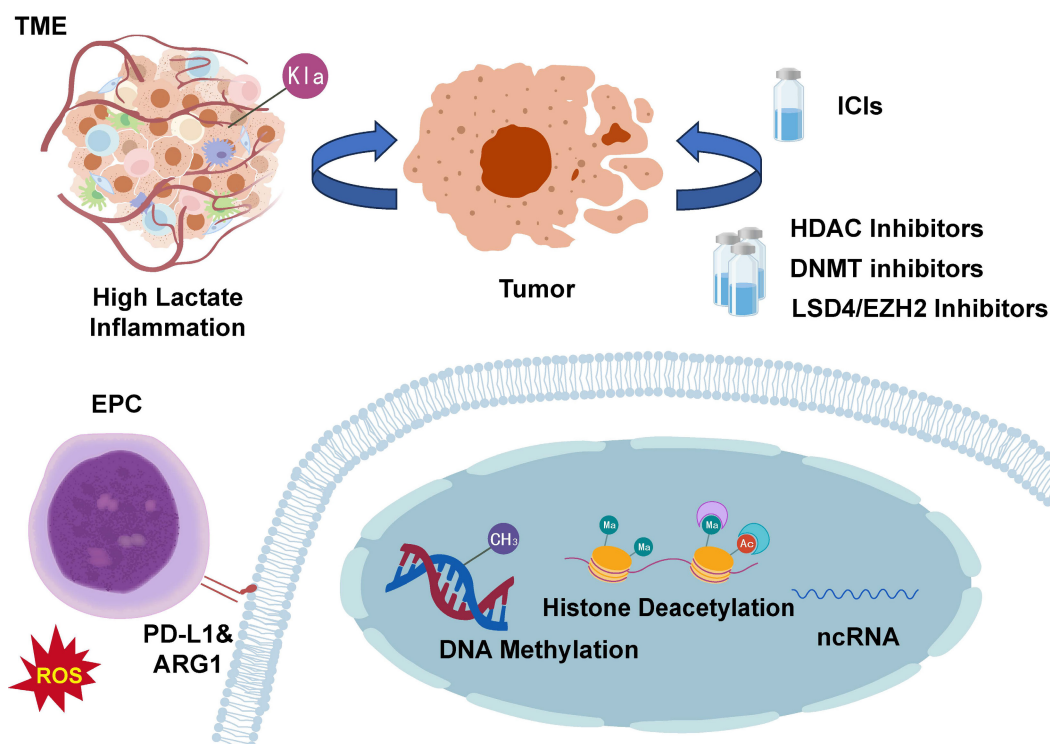 TME
Kla
ICIs
HDAC Inhibitors
DNMT inhibitors
LSD4/EZH2 Inhibitors
High Lactate
Inflammation
Tumor
EPC
PD-L1&
ARG1
ROS
CH₃
Ma
Ma
Ma
Ac
Histone Deacetylation
DNA Methylation
ncRNA